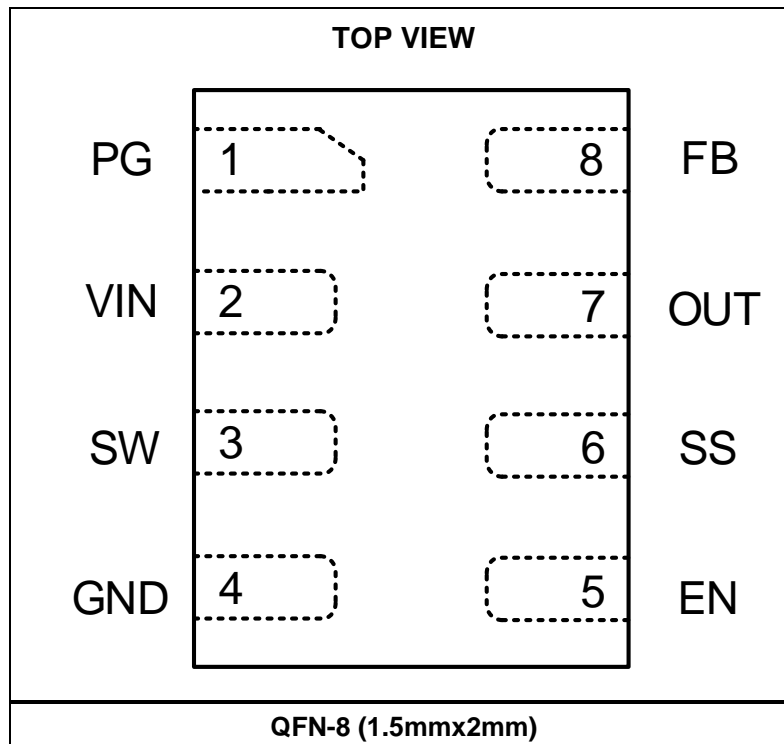 TOP VIEW
PG 1 8 FB
VIN 2 7 OUT
SW 3 6 SS
GND 4 5 EN
QFN-8 (1.5mmx2mm)